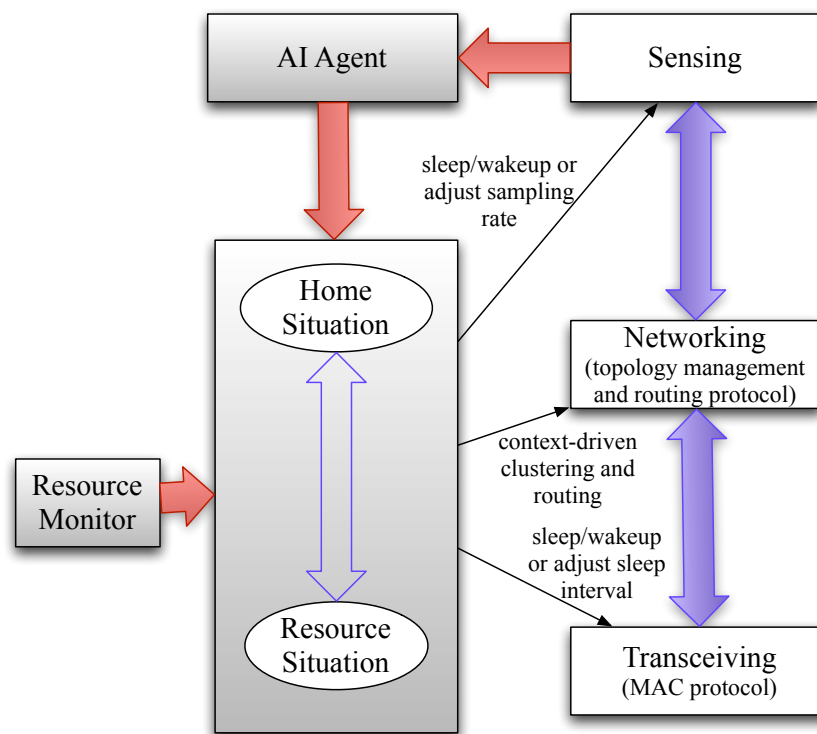 AI Agent
Sensing
sleep/wakeup or
adjust sampling
rate
Home
Situation
Networking
(topology management
and routing protocol)
context-driven
clustering and
routing
Resource
Monitor
sleep/wakeup
or adjust sleep
interval
Resource
Situation
Transceiving
(MAC protocol)